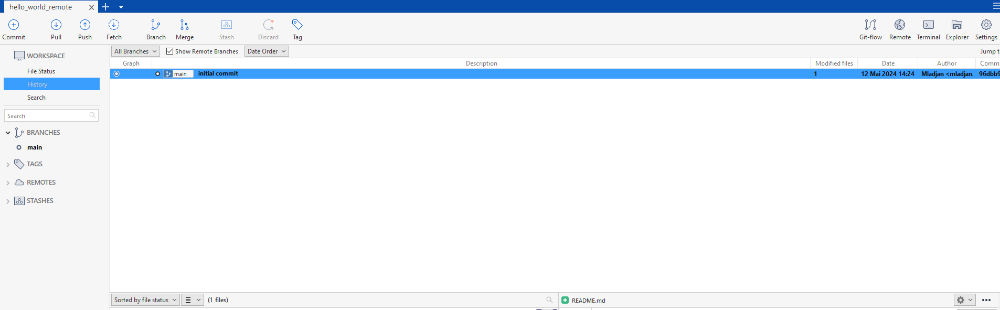 hello_world_remote
Commit Pull Push Fetch Branch Merge Stash Discard Tag Git-flow Remote Terminal Explorer Settings
WORKSPACE
File Status
History
Search
Search
BRANCHES
main
TAGS
REMOTES
STASHES
All Branches Show Remote Branches Date Order Jump t
Graph Description Modified files Date Author Comm
main initial commit 1 12 Mai 2024 14:24 Mladjan <mladjan 96dbb9
Sorted by file status (1 files) README.md